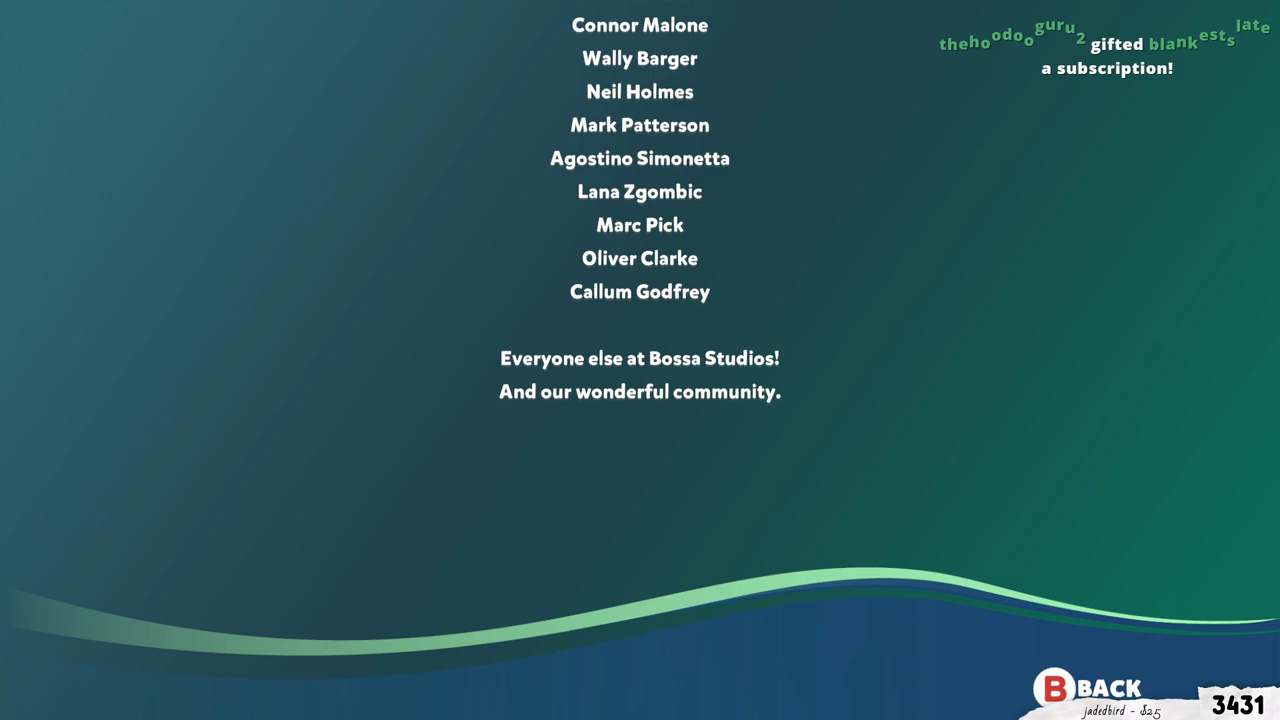 Connor Malone
Wally Barger
Neil Holmes
Mark Patterson
Agostino Simonetta
Lana Zgombic
Marc Pick
Oliver Clarke
Callum Godfrey
Everyone else at Bossa Studios!
And our wonderful community.
thehoodooguru2 gifted blankestslate
a subscription!
B BACK
jadedbird - $25
3431